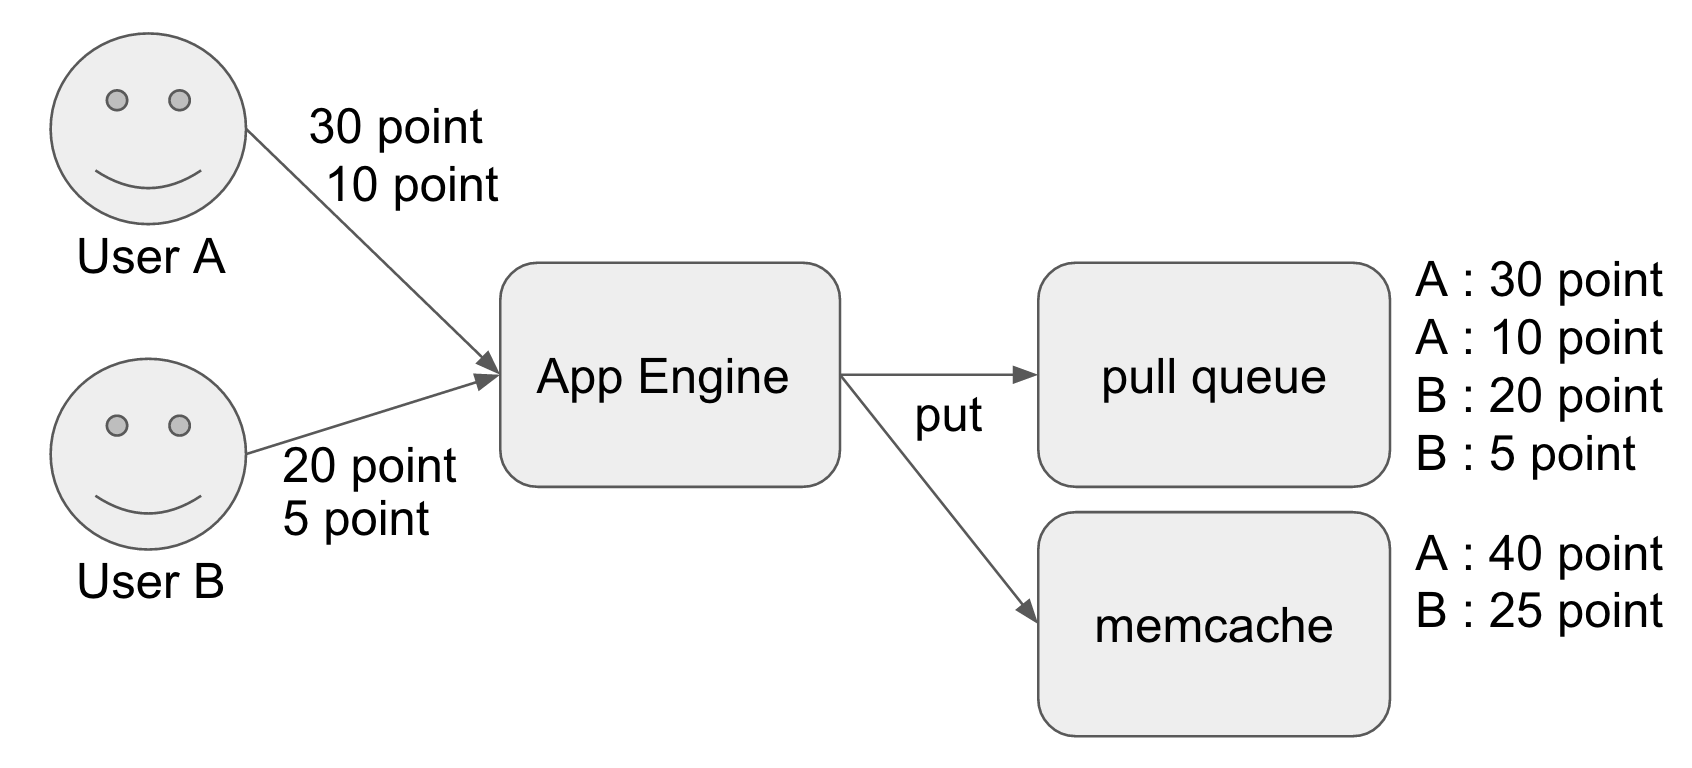 30 point
10 point
User A
20 point
5 point
User B
App Engine
put
pull queue
A : 30 point
A : 10 point
B : 20 point
B : 5 point
memcache
A : 40 point
B : 25 point